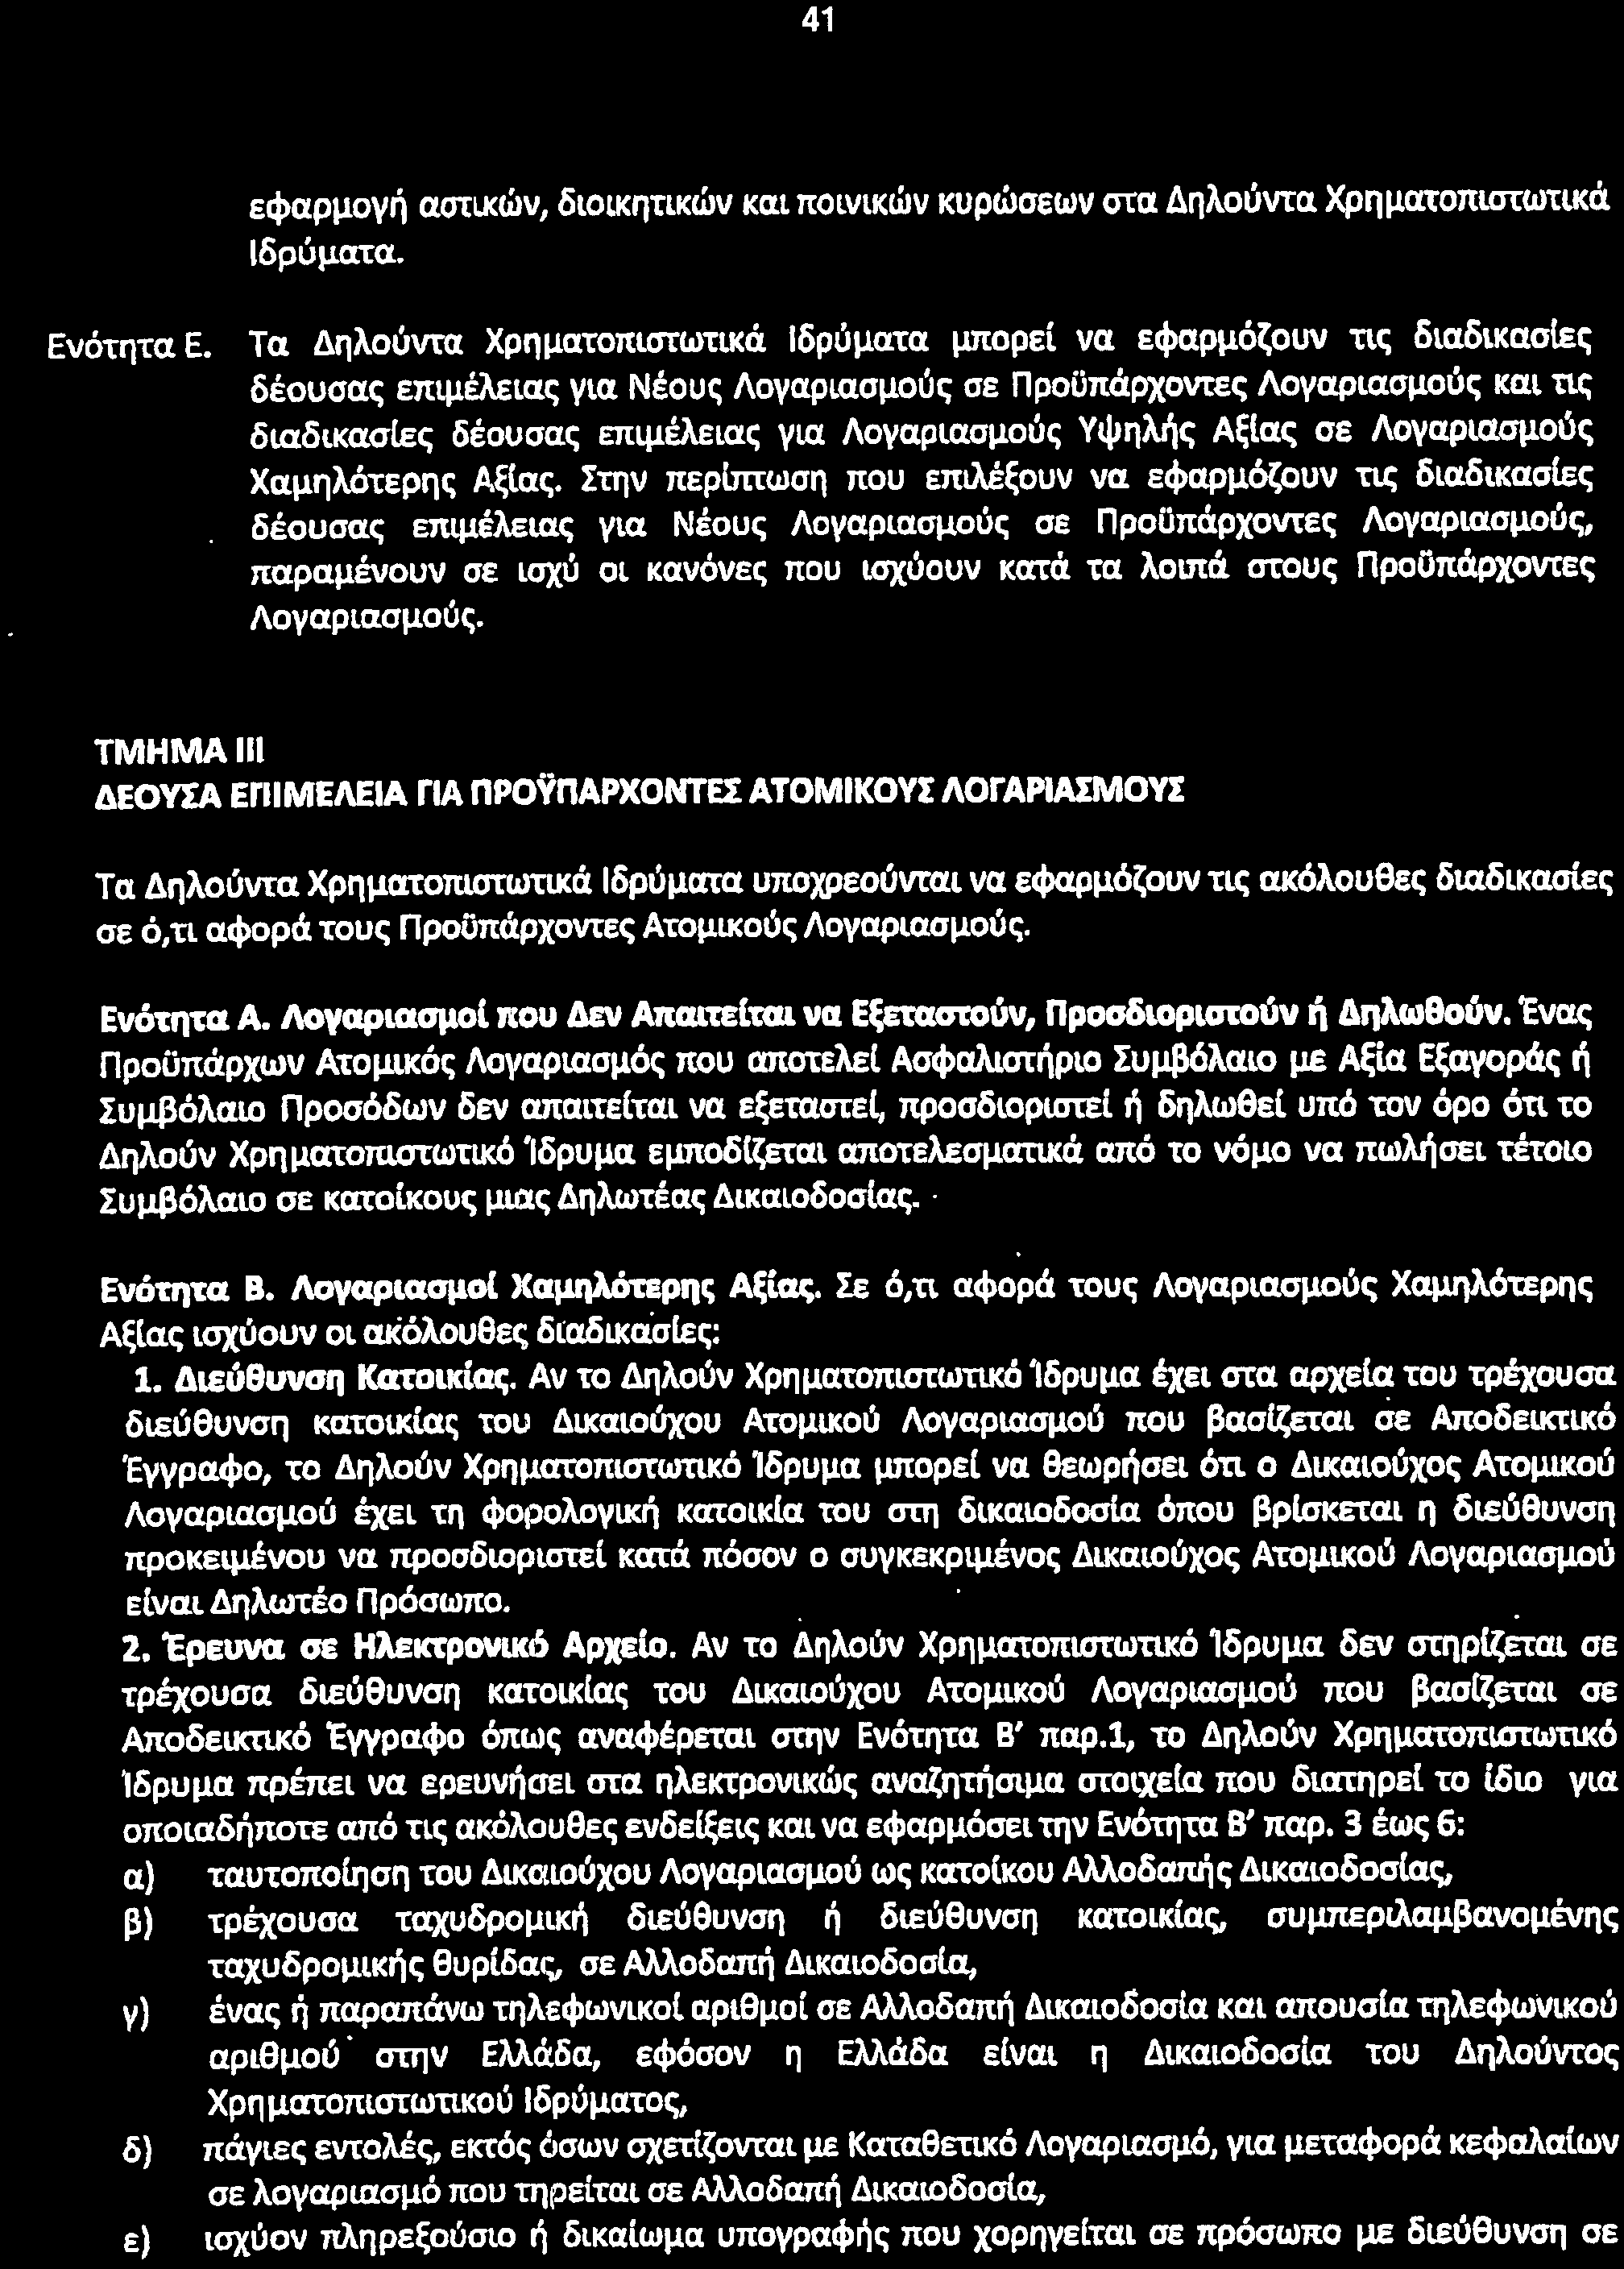 41
εφαρμογή αστικών, διοικητικών και ποινικών κυρώσεων στα Δηλούντα Χρηματοπιστωτικά
Ιδρύματα.
Ενότητα Ε. Τα Δηλούντα Χρηματοπιστωτικά Ιδρύματα μπορεί να εφαρμόζουν τις διαδικασίες
δέουσας επιμέλειας για Νέους Λογαριασμούς σε Προϋπάρχοντες Λογαριασμούς και τις
διαδικασίες δέουσας επιμέλειας για Λογαριασμούς Υψηλής Αξίας σε Λογαριασμούς
Χαμηλότερης Αξίας. Στην περίπτωση που επιλέξουν να εφαρμόζουν τις διαδικασίες
δέουσας επιμέλειας για Νέους Λογαριασμούς σε Προϋπάρχοντες Λογαριασμούς,
παραμένουν σε ισχύ οι κανόνες που ισχύουν κατά τα λοιπά στους Προϋπάρχοντες
Λογαριασμούς.
ΤΜΗΜΑ ΙΙΙ
ΔΕΟΥΣΑ ΕΠΙΜΕΛΕΙΑ ΓΙΑ ΠΡΟΫΠΑΡΧΟΝΤΕΣ ΑΤΟΜΙΚΟΥΣ ΛΟΓΑΡΙΑΣΜΟΥΣ
Τα Δηλούντα Χρηματοπιστωτικά Ιδρύματα υποχρεούνται να εφαρμόζουν τις ακόλουθες διαδικασίες
σε ό,τι αφορά τους Προϋπάρχοντες Ατομικούς Λογαριασμούς.
Ενότητα Α. Λογαριασμοί που Δεν Απαιτείται να Εξεταστούν, Προσδιοριστούν ή Δηλωθούν. Ένας
Προϋπάρχων Ατομικός Λογαριασμός που αποτελεί Ασφαλιστήριο Συμβόλαιο με Αξία Εξαγοράς ή
Συμβόλαιο Προσόδων δεν απαιτείται να εξεταστεί, προσδιοριστεί ή δηλωθεί υπό τον όρο ότι το
Δηλούν Χρηματοπιστωτικό Ίδρυμα εμποδίζεται αποτελεσματικά από το νόμο να πωλήσει τέτοιο
Συμβόλαιο σε κατοίκους μιας Δηλωτέας Δικαιοδοσίας.
Ενότητα Β. Λογαριασμοί Χαμηλότερης Αξίας. Σε ό,τι αφορά τους Λογαριασμούς Χαμηλότερης
Αξίας ισχύουν οι ακόλουθες διαδικασίες:
1. Διεύθυνση Κατοικίας. Αν το Δηλούν Χρηματοπιστωτικό Ίδρυμα έχει στα αρχεία του τρέχουσα
διεύθυνση κατοικίας του Δικαιούχου Ατομικού Λογαριασμού που βασίζεται σε Αποδεικτικό
Έγγραφο, το Δηλούν Χρηματοπιστωτικό Ίδρυμα μπορεί να θεωρήσει ότι ο Δικαιούχος Ατομικού
Λογαριασμού έχει τη φορολογική κατοικία του στη δικαιοδοσία όπου βρίσκεται η διεύθυνση
προκειμένου να προσδιοριστεί κατά πόσον ο συγκεκριμένος Δικαιούχος Ατομικού Λογαριασμού
είναι Δηλωτέο Πρόσωπο.
2. Έρευνα σε Ηλεκτρονικό Αρχείο. Αν το Δηλούν Χρηματοπιστωτικό Ίδρυμα δεν στηρίζεται σε
τρέχουσα διεύθυνση κατοικίας του Δικαιούχου Ατομικού Λογαριασμού που βασίζεται σε
Αποδεικτικό Έγγραφο όπως αναφέρεται στην Ενότητα Β' παρ.1, το Δηλούν Χρηματοπιστωτικό
Ίδρυμα πρέπει να ερευνήσει στα ηλεκτρονικώς αναζητήσιμα στοιχεία που διατηρεί το ίδιο για
οποιαδήποτε από τις ακόλουθες ενδείξεις και να εφαρμόσει την Ενότητα Β' παρ. 3 έως 6:
α) ταυτοποίηση του Δικαιούχου Λογαριασμού ως κατοίκου Αλλοδαπής Δικαιοδοσίας,
β) τρέχουσα ταχυδρομική διεύθυνση ή διεύθυνση κατοικίας, συμπεριλαμβανομένης
ταχυδρομικής θυρίδας, σε Αλλοδαπή Δικαιοδοσία,
γ) ένας ή παραπάνω τηλεφωνικοί αριθμοί σε Αλλοδαπή Δικαιοδοσία και απουσία τηλεφωνικού
αριθμού στην Ελλάδα, εφόσον η Ελλάδα είναι η Δικαιοδοσία του Δηλούντος
Χρηματοπιστωτικού Ιδρύματος,
δ) πάγιες εντολές, εκτός όσων σχετίζονται με Καταθετικό Λογαριασμό, για μεταφορά κεφαλαίων
σε λογαριασμό που τηρείται σε Αλλοδαπή Δικαιοδοσία,
ε) ισχύον πληρεξούσιο ή δικαίωμα υπογραφής που χορηγείται σε πρόσωπο με διεύθυνση σε